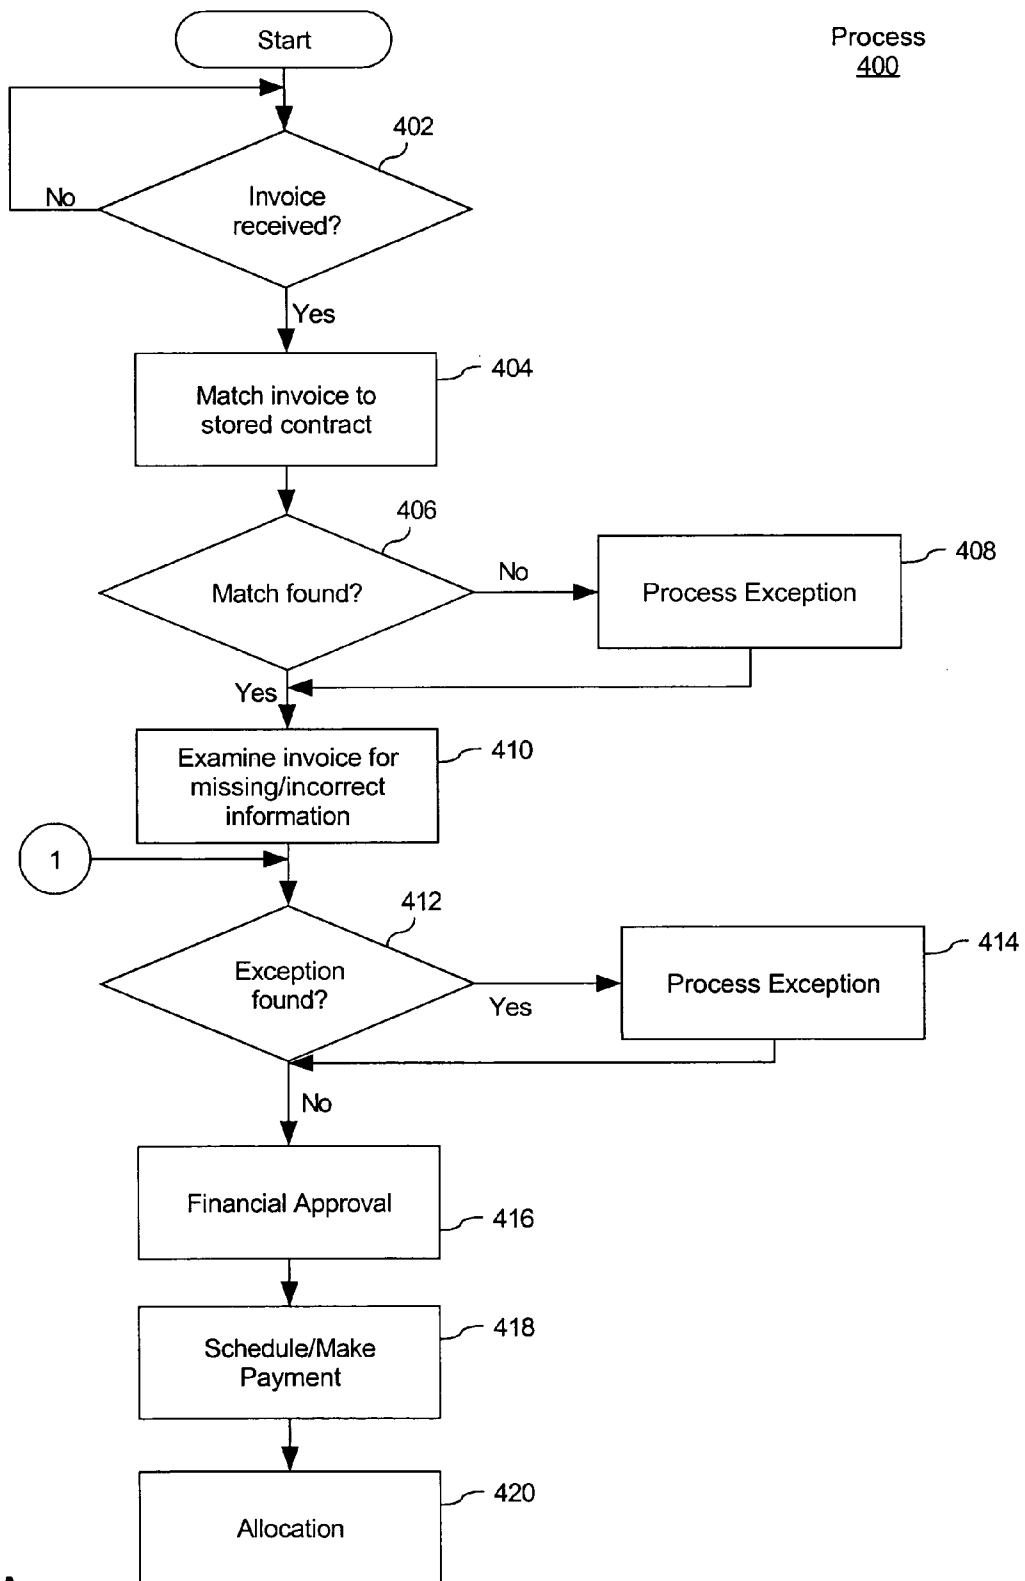 Process
400
Start
402
Invoice
received?
No
Yes
404
Match invoice to
stored contract
406
Match found?
No
408
Process Exception
Yes
410
Examine invoice for
missing/incorrect
information
1
412
Exception
found?
Yes
414
Process Exception
No
Financial Approval
416
418
Schedule/Make
Payment
420
Allocation